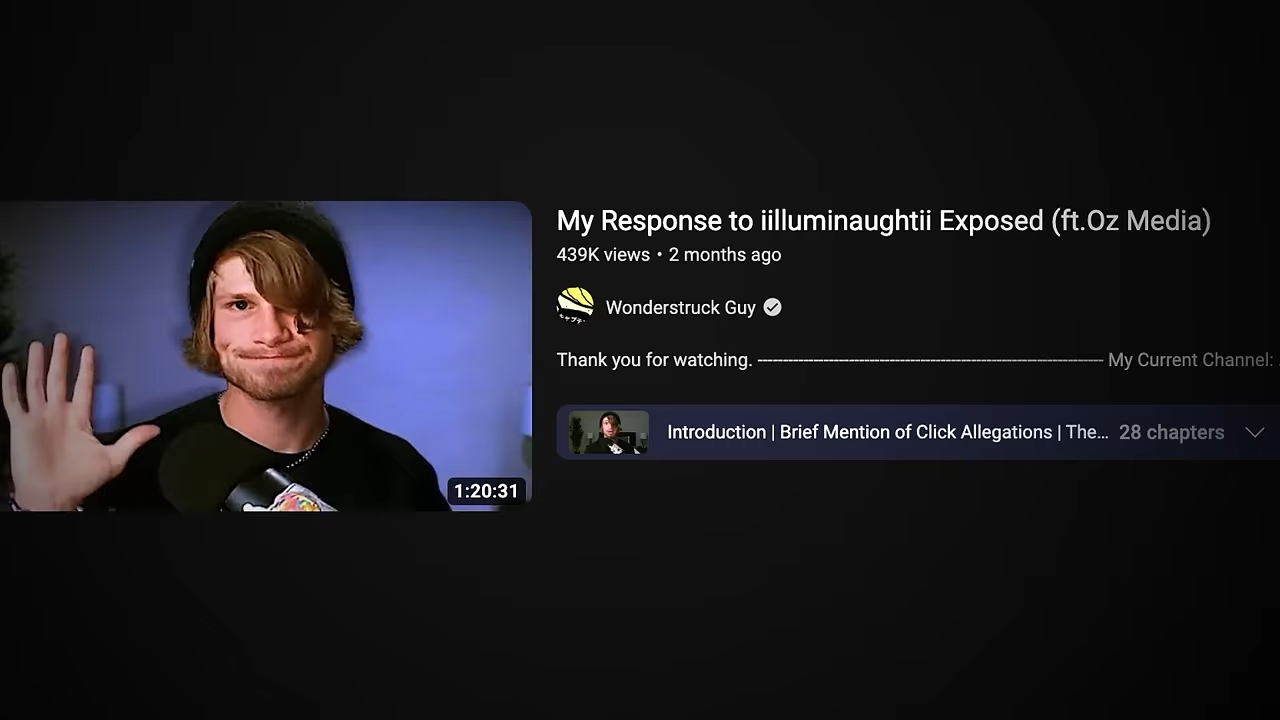 My Response to iilluminaughtii Exposed (ft.Oz Media)
439K views • 2 months ago
Wonderstruck Guy
Thank you for watching. ---------------------------------------------------------------------- My Current Channel:
Introduction | Brief Mention of Click Allegations | The... 28 chapters
1:20:31